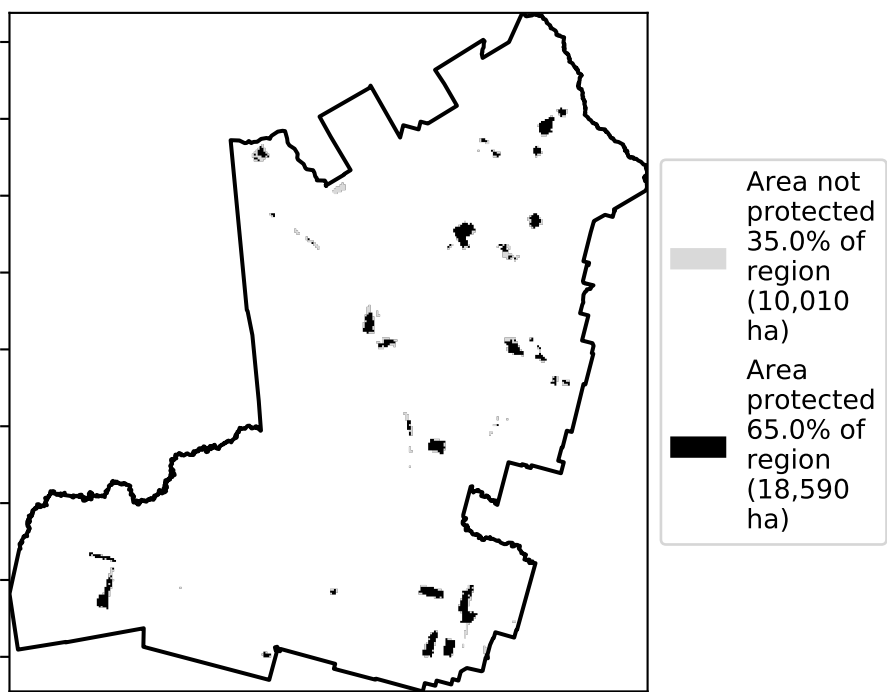 Area not
protected
35.0% of
region
(10,010
ha)
Area
protected
65.0% of
region
(18,590
ha)